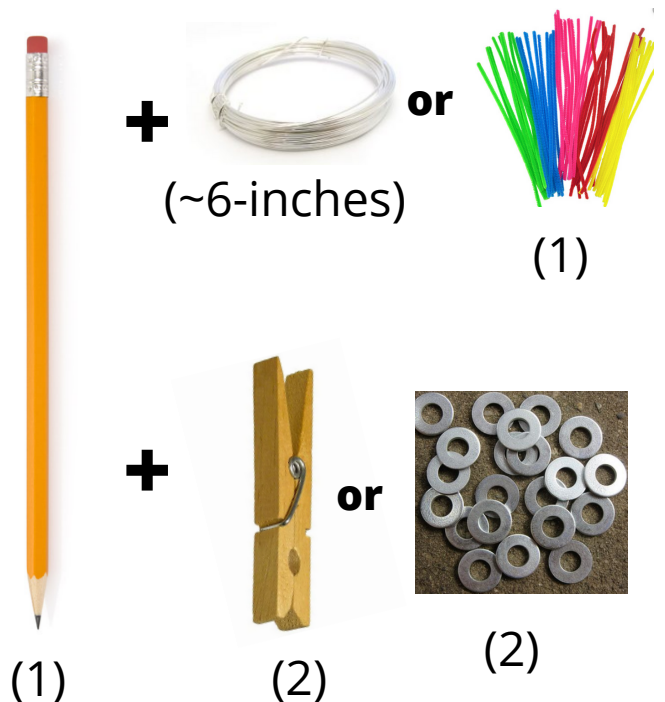 + or
(~6-inches)
(1)
+ or
(1)
(2)
(2)